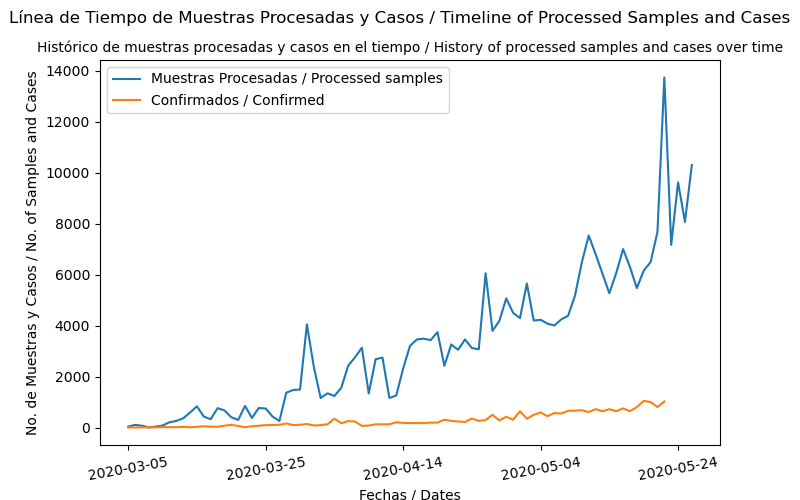 Línea de Tiempo de Muestras Procesadas y Casos / Timeline of Processed Samples and Cases
Histórico de muestras procesadas y casos en el tiempo / History of processed samples and cases over time
Muestras Procesadas / Processed samples
Confirmados / Confirmed
No. de Muestras y Casos / No. of Samples and Cases
14000
12000
10000
8000
6000
4000
2000
0
2020-03-05
2020-03-25
2020-04-14
2020-05-04
2020-05-24
Fechas / Dates